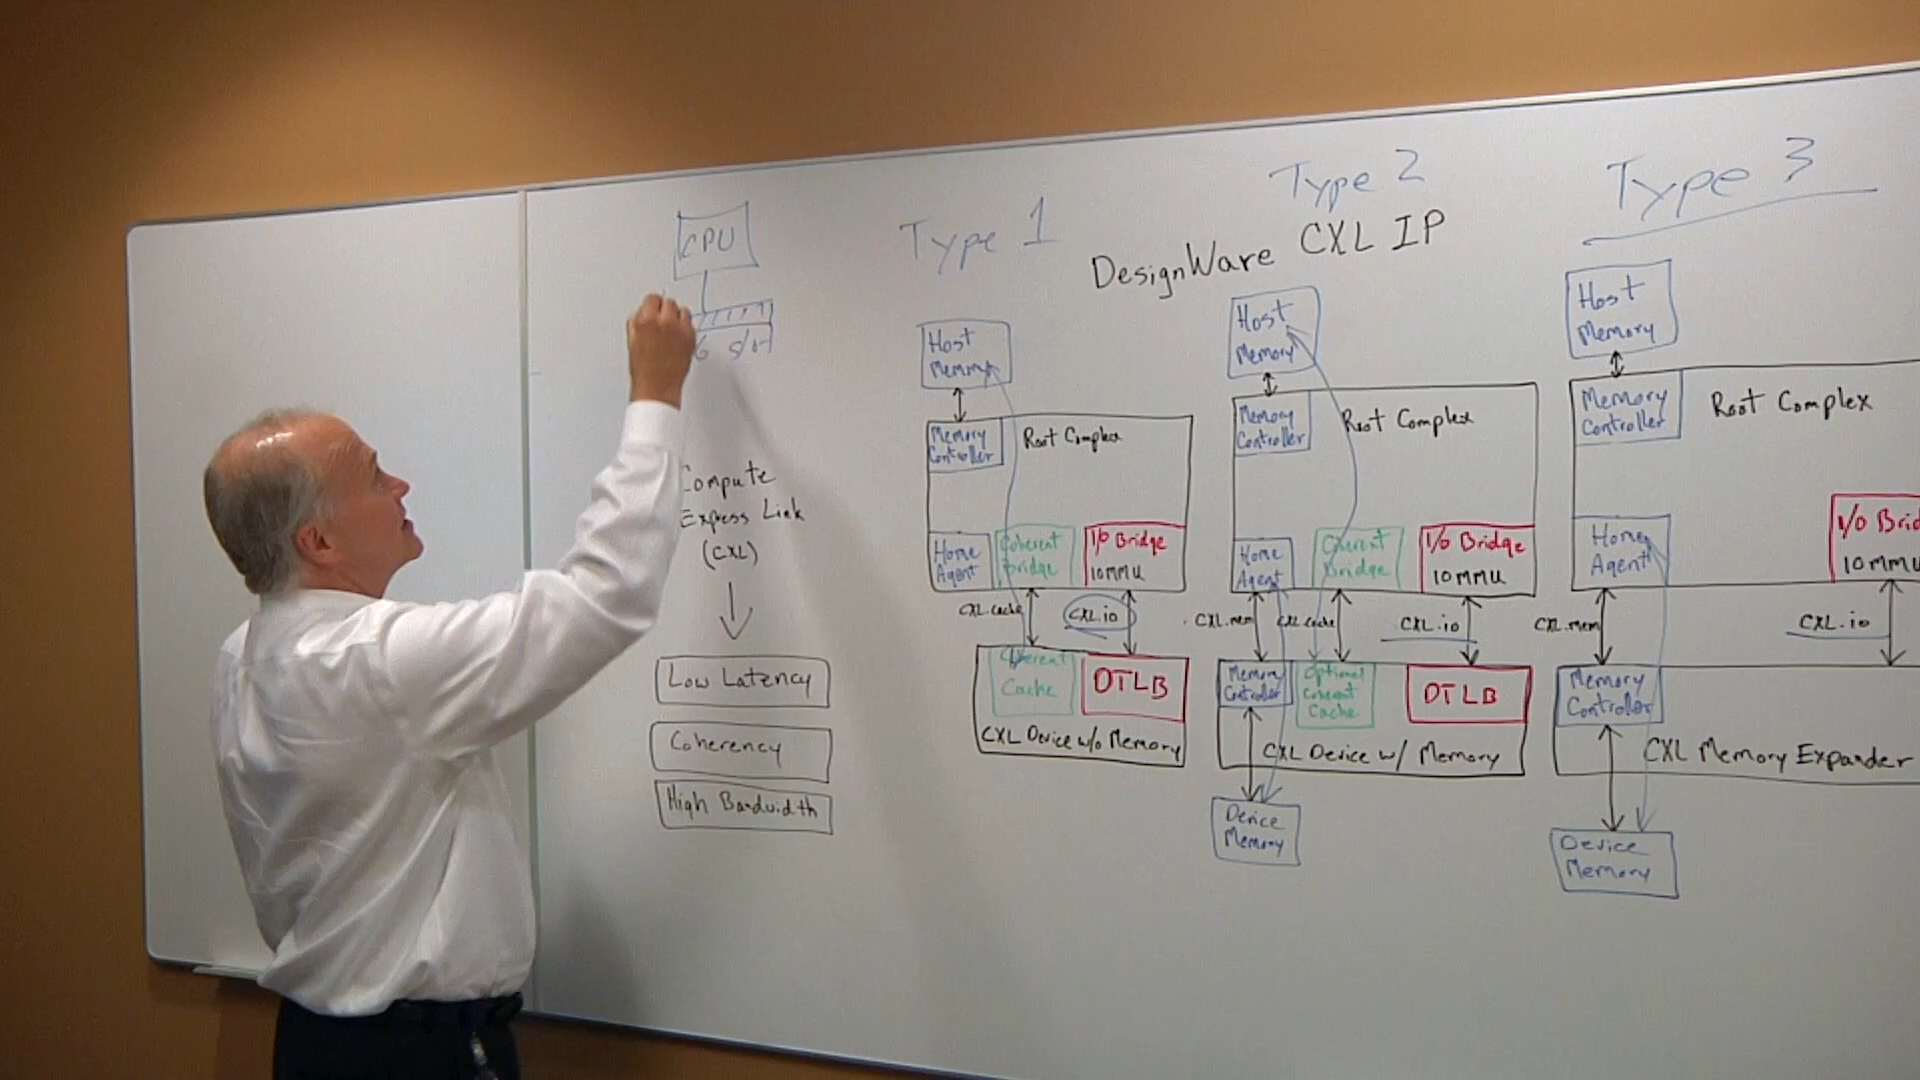 CPU
Compute
Express Link
(CXL)
Low Latency
Coherency
High Bandwidth
DesignWare CXL IP
Type 1
Host
Memory
Memory
Controller
Root Complex
Home
Agent
Coherent
Bridge
I/O Bridge
IOMMU
CXL.cache
CXL.io
Coherent
Cache
DTLB
CXL Device w/o Memory
Type 2
Host
Memory
Memory
Controller
Root Complex
Home
Agent
Coherent
Bridge
I/O Bridge
IOMMU
CXL.mem
CXL.cache
CXL.io
Memory
Controller
Optional
Coherent
Cache
DTLB
CXL Device w/ Memory
Device
Memory
Type 3
Host
Memory
Memory
Controller
Root Complex
Home
Agent
I/O Brid
IOMMU
CXL.mem
CXL.io
Memory
Controller
CXL Memory Expander
Device
Memory